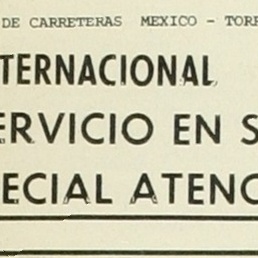 DE CARRETERAS MEXICO - TORR
TERNACIONAL
ERVICIO EN S
ECIAL ATENC